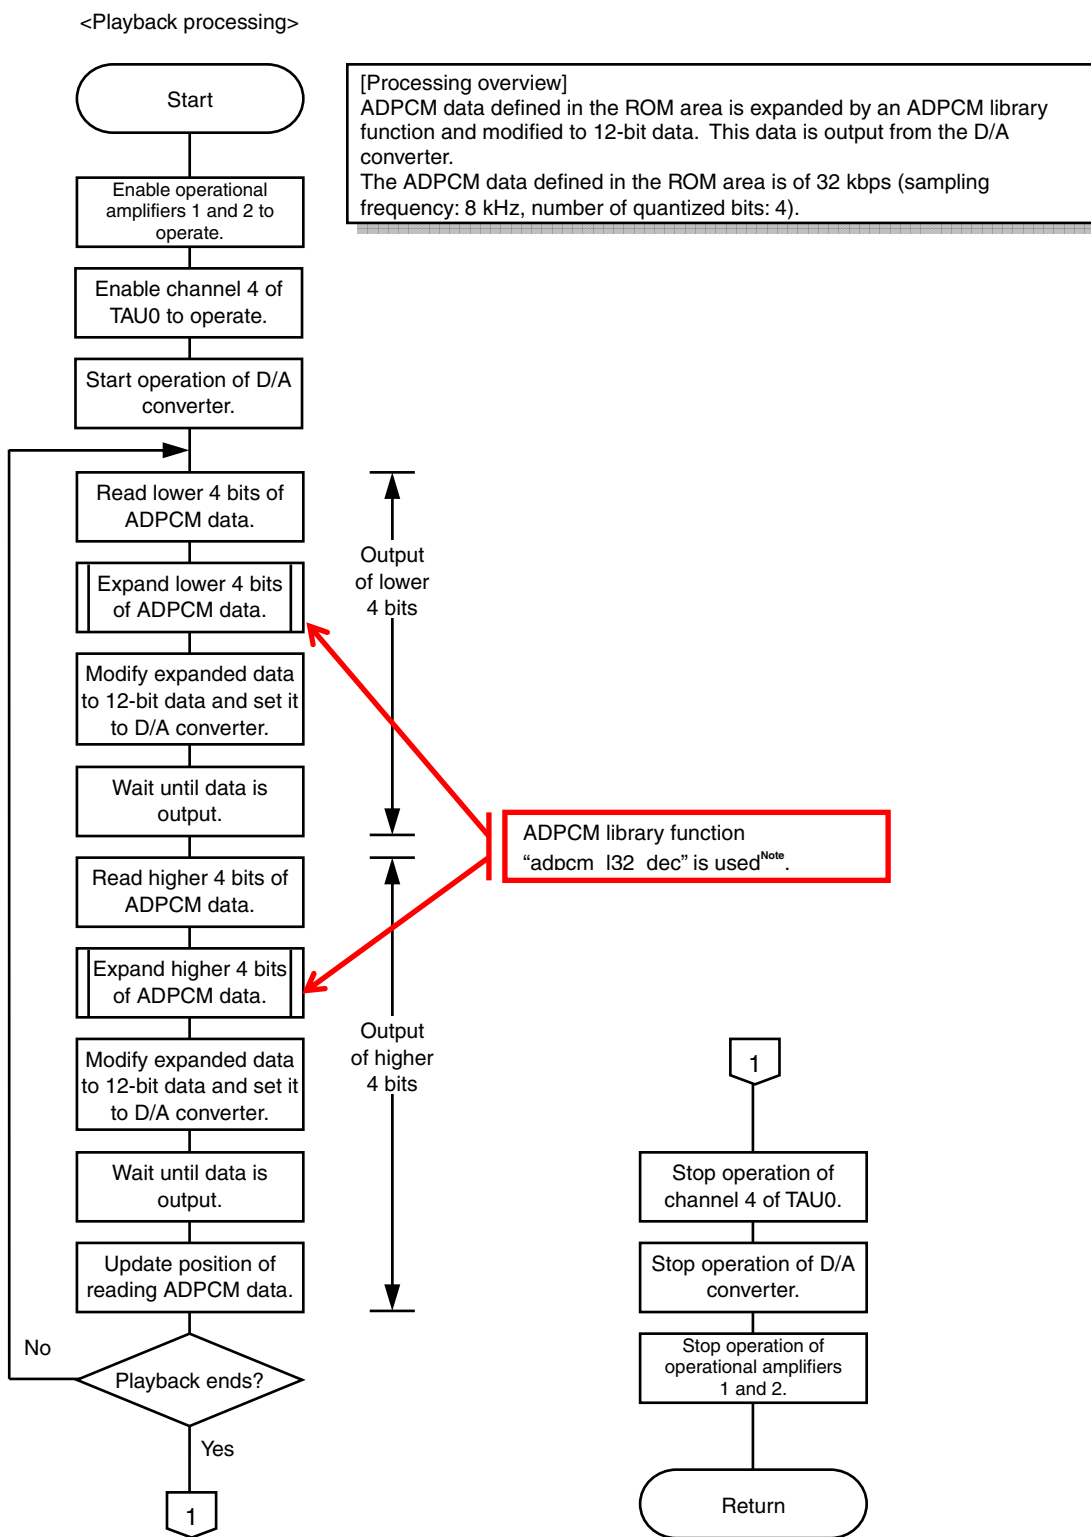 <Playback processing>
Start
[Processing overview]
ADPCM data defined in the ROM area is expanded by an ADPCM library
function and modified to 12-bit data. This data is output from the D/A
converter.
The ADPCM data defined in the ROM area is of 32 kbps (sampling
frequency: 8 kHz, number of quantized bits: 4).
Enable operational
amplifiers 1 and 2 to
operate.
Enable channel 4 of
TAU0 to operate.
Start operation of D/A
converter.
Read lower 4 bits of
ADPCM data.
Expand lower 4 bits
of ADPCM data.
Modify expanded data
to 12-bit data and set it
to D/A converter.
Wait until data is
output.
Output
of lower
4 bits
ADPCM library function
“adpcm_l32_dec” is used Note.
Read higher 4 bits of
ADPCM data.
Expand higher 4 bits
of ADPCM data.
Modify expanded data
to 12-bit data and set it
to D/A converter.
Wait until data is
output.
Update position of
reading ADPCM data.
Output
of higher
4 bits
No
Playback ends?
Yes
1
1
Stop operation of
channel 4 of TAU0.
Stop operation of D/A
converter.
Stop operation of
operational amplifiers
1 and 2.
Return